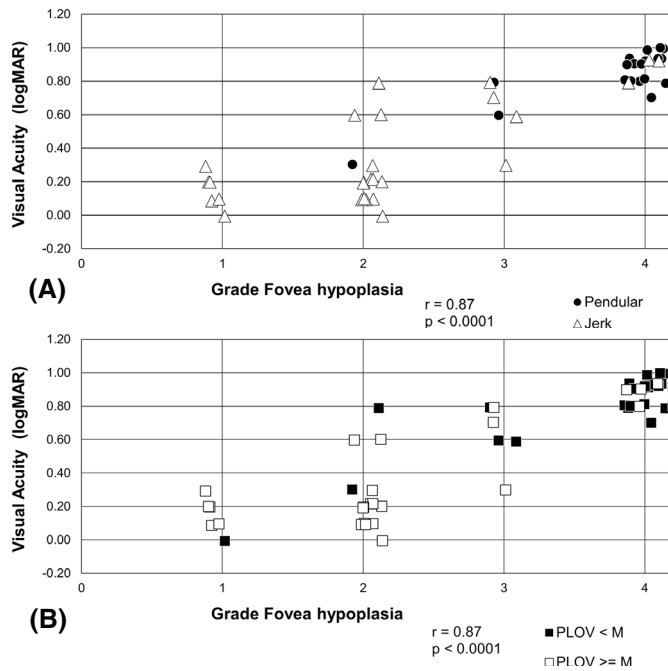 1.20
1.00
0.80
0.60
0.40
0.20
0.00
-0.20
Visual Acuity (logMAR)
0 1 2 3 4
Grade Fovea hypoplasia
(A)
r = 0.87
p < 0.0001
Pendular
Jerk
1.20
1.00
0.80
0.60
0.40
0.20
0.00
-0.20
Visual Acuity (logMAR)
0 1 2 3 4
Grade Fovea hypoplasia
(B)
r = 0.87
p < 0.0001
PLOV < M
PLOV >= M